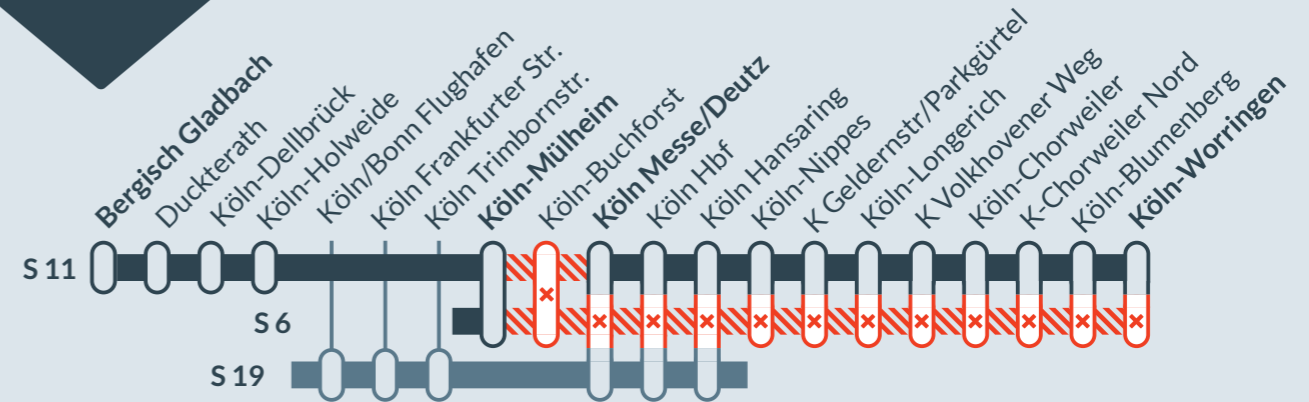 Bergisch Gladbach
Duckterath
Köln-Dellbrück
Köln-Holweide
Köln/Bonn Flughafen
Köln Frankfurter Str.
Köln Trimbornstr.
Köln-Mülheim
Köln-Buchforst
Köln Messe/Deutz
Köln Hbf
Köln Hansaring
Köln-Nippes
K Geldernstr/Parkgürtel
Köln-Longerich
K Volkhovener Weg
Köln-Chorweiler
K-Chorweiler Nord
Köln-Blumenberg
Köln-Worringen
S 11
S 6
S 19